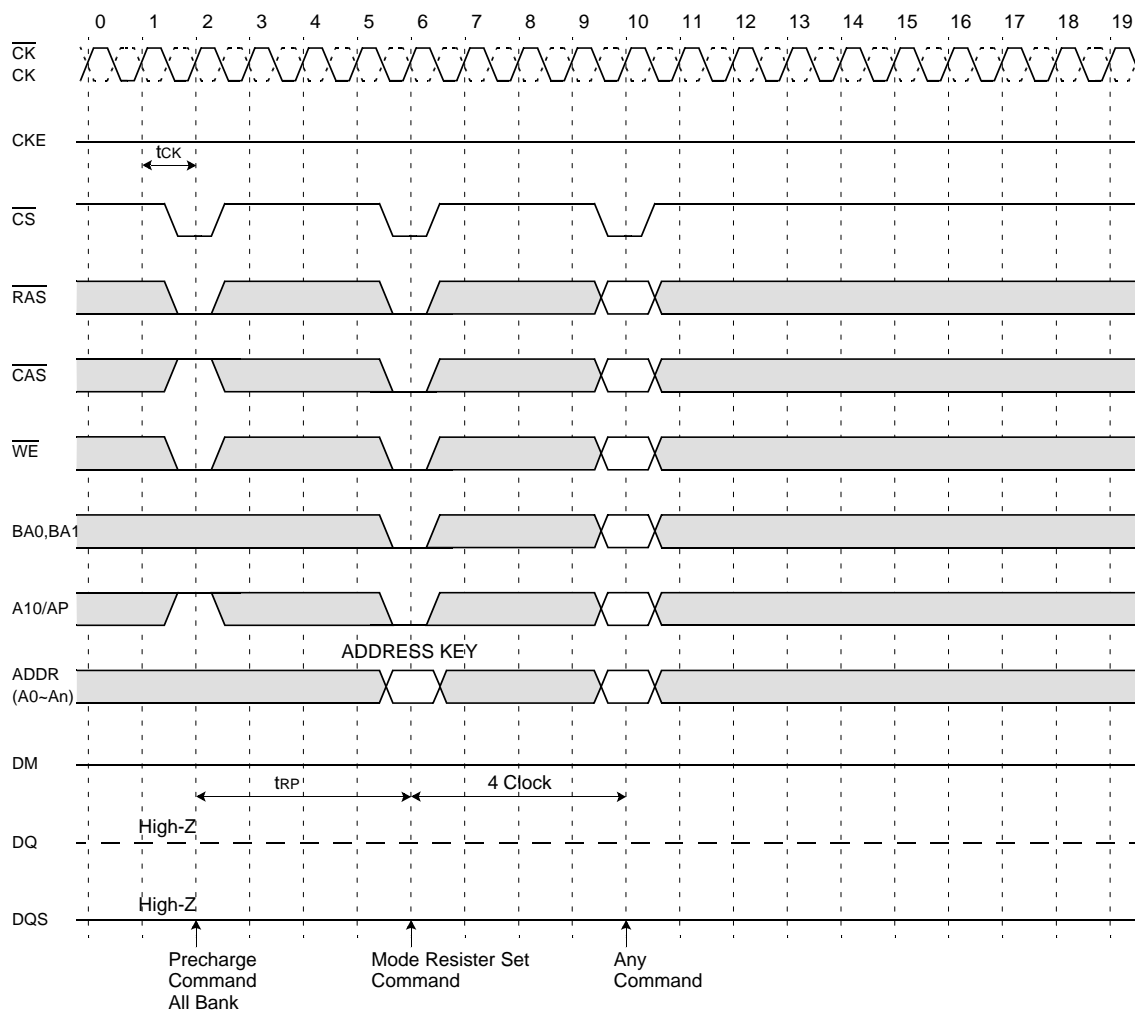 0 1 2 3 4 5 6 7 8 9 10 11 12 13 14 15 16 17 18 19
CK
CK
CKE
tCK
CS
RAS
CAS
WE
BA0,BA1
A10/AP
ADDRESS KEY
ADDR
(A0~An)
DM
tRP
4 Clock
High-Z
DQ
High-Z
DQS
Precharge
Command
All Bank
Mode Resister Set
Command
Any
Command